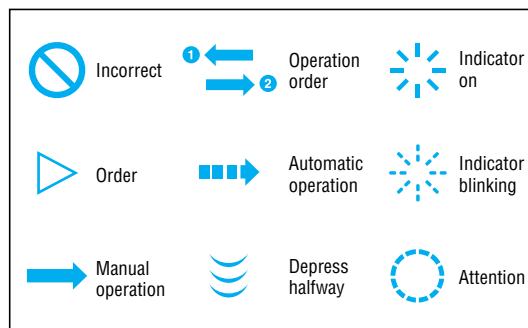 Incorrect
1
2
Operation
order
Indicator
on
Order
Automatic
operation
Indicator
blinking
Manual
operation
Depress
halfway
Attention